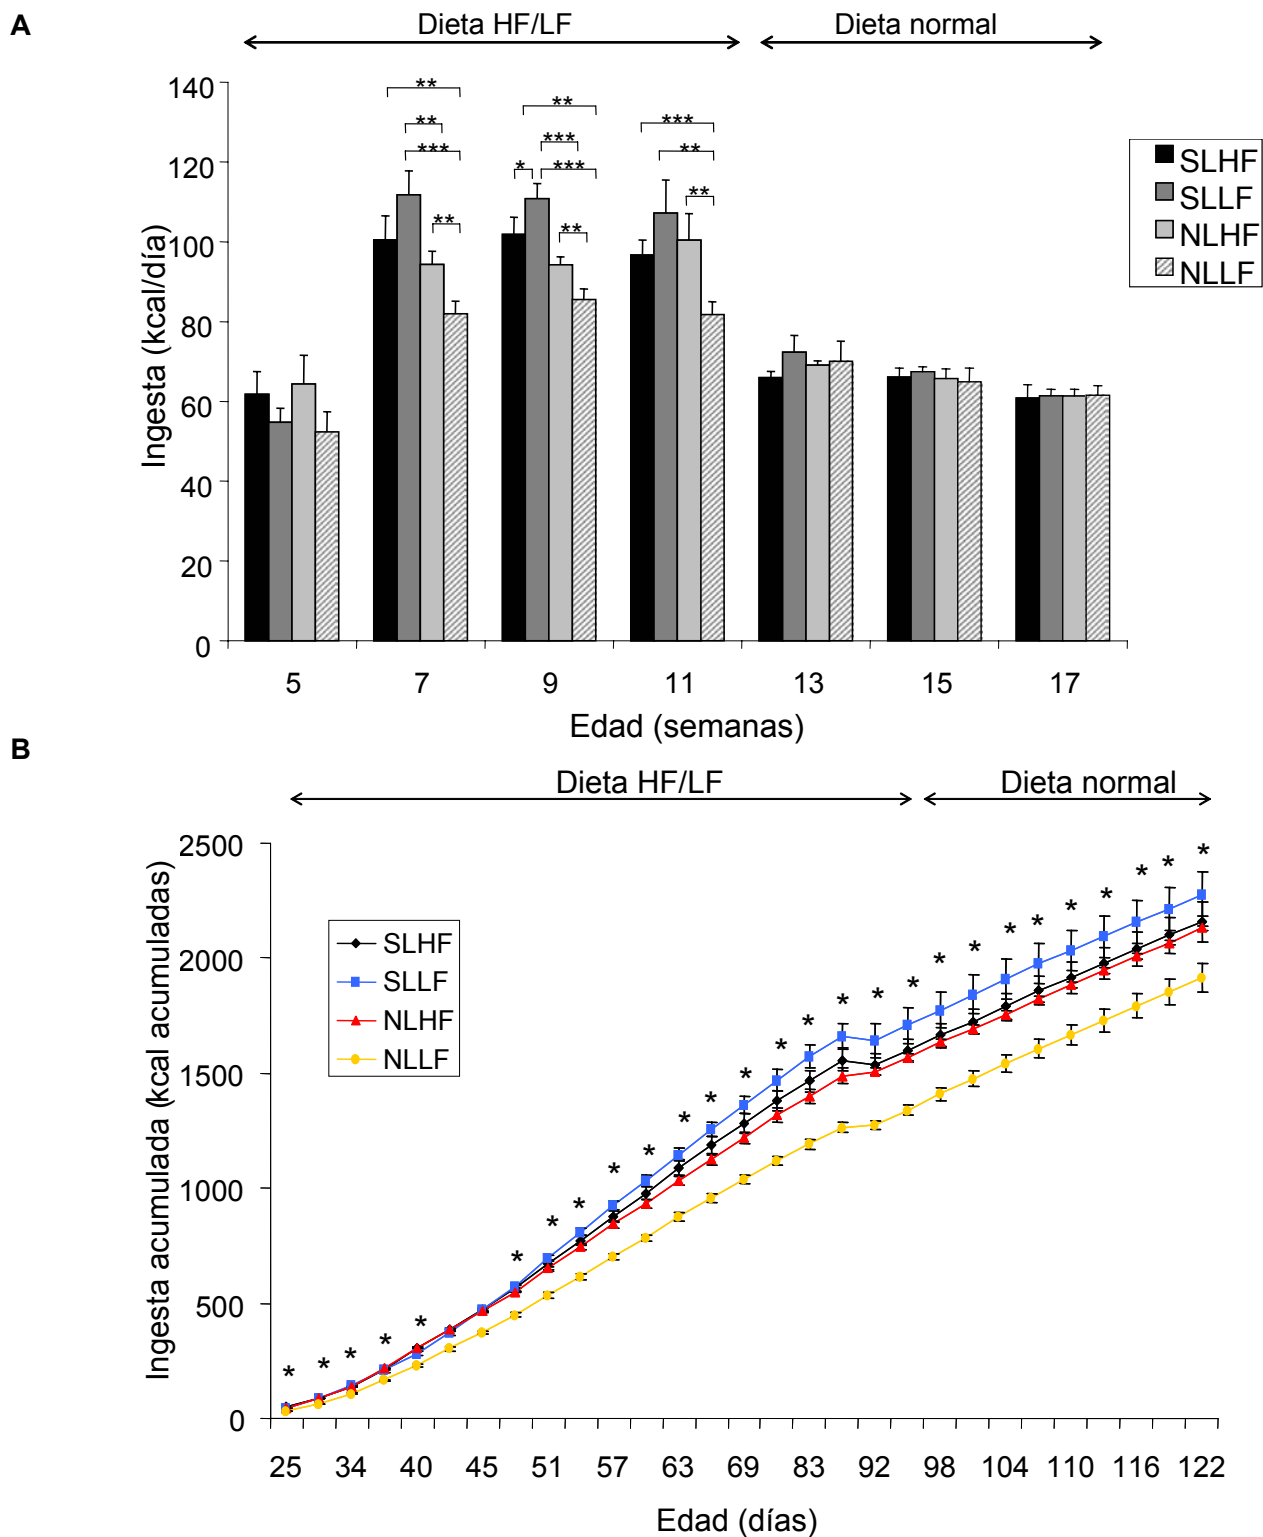 A
Dieta HF/LF
Dieta normal
Ingesta (kcal/día)
140
120
100
80
60
40
20
0
** ** *** **
** *** * *** **
*** ** **
SLHF
SLLF
NLHF
NLLF
5 7 9 11 13 15 17
Edad (semanas)
B
Dieta HF/LF
Dieta normal
Ingesta acumulada (kcal acumuladas)
2500
2000
1500
1000
500
0
SLHF
SLLF
NLHF
NLLF
* * * * * * * * * * * * * * * * * * * * * * * * * * *
25 34 40 45 51 57 63 69 83 92 98 104 110 116 122
Edad (días)